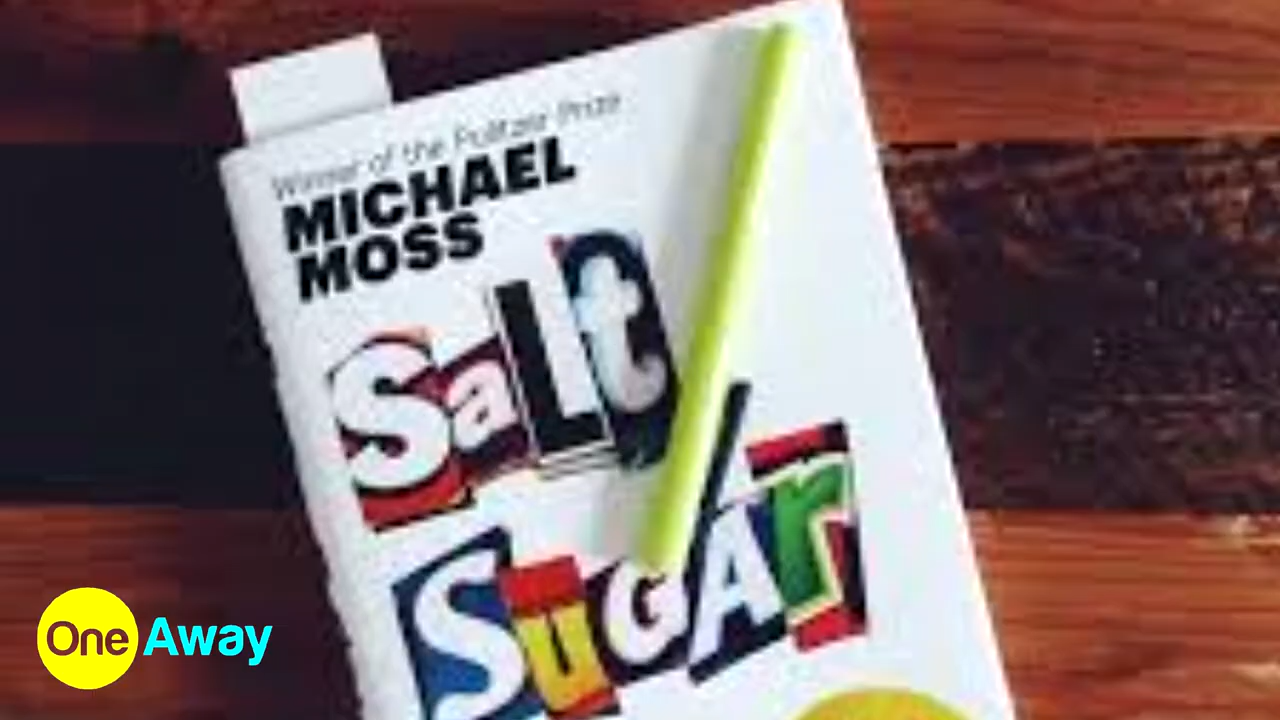 Winner of the Pulitzer Prize
MICHAEL
MOSS
Salt
SUGAr
One Away